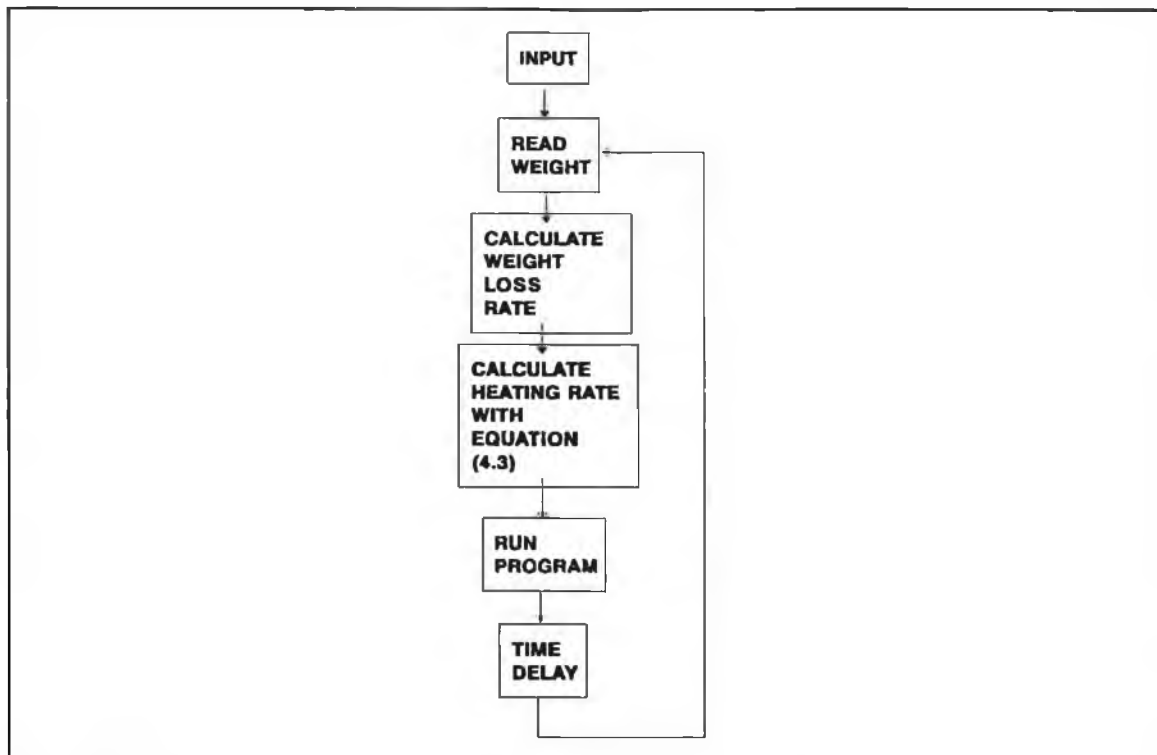 INPUT
READ
WEIGHT
CALCULATE
WEIGHT
LOSS
RATE
CALCULATE
HEATING RATE
WITH
EQUATION
(4.3)
RUN
PROGRAM
TIME
DELAY